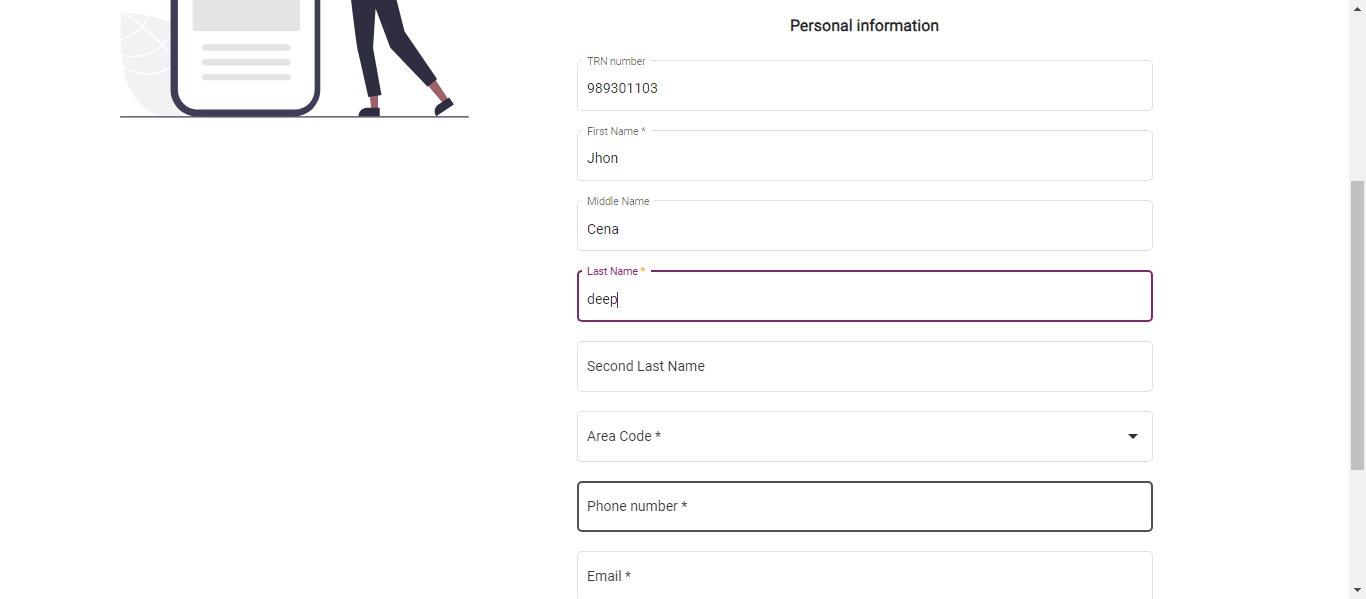 Personal information
TRN number
989301103
First Name *
Jhon
Middle Name
Cena
Last Name *
deep
Second Last Name
Area Code *
Phone number *
Email *